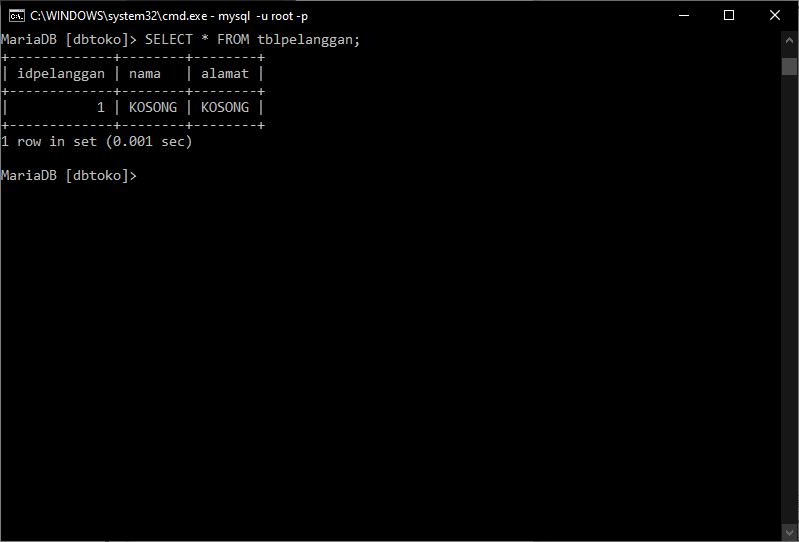 C:\WINDOWS\system32\cmd.exe - mysql  -u root -p
MariaDB [dbtoko]> SELECT * FROM tblpelanggan;
+-------------+--------+--------+
| idpelanggan | nama   | alamat |
+-------------+--------+--------+
|           1 | KOSONG | KOSONG |
+-------------+--------+--------+
1 row in set (0.001 sec)
MariaDB [dbtoko]>